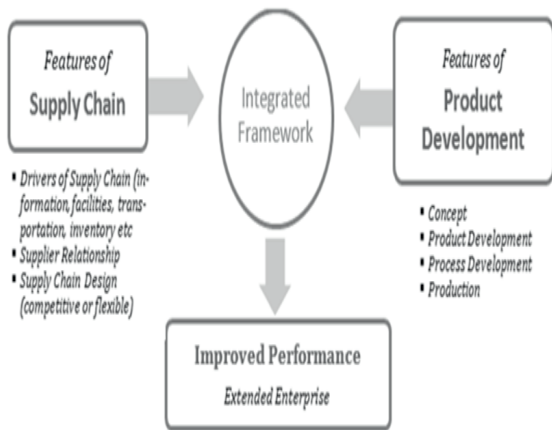 Features of
Supply Chain
▪ Drivers of Supply Chain (in-
formation, facilities, trans-
portation, inventory etc
▪ Supplier Relationship
▪ Supply Chain Design
(competitive or flexible)
Integrated
Framework
Features of
Product
Development
▪ Concept
▪ Product Development
▪ Process Development
▪ Production
Improved Performance
Extended Enterprise